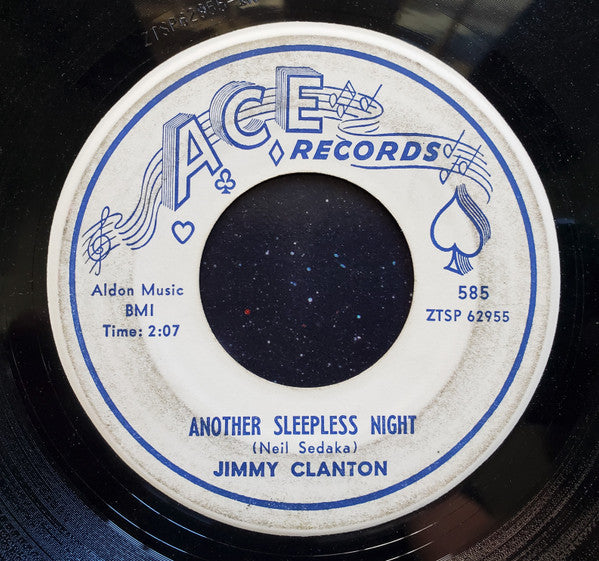 ACE
RECORDS
Aldon Music
BMI
Time: 2:07
585
ZTSP 62955
ANOTHER SLEEPLESS NIGHT
(Neil Sedaka)
JIMMY CLANTON